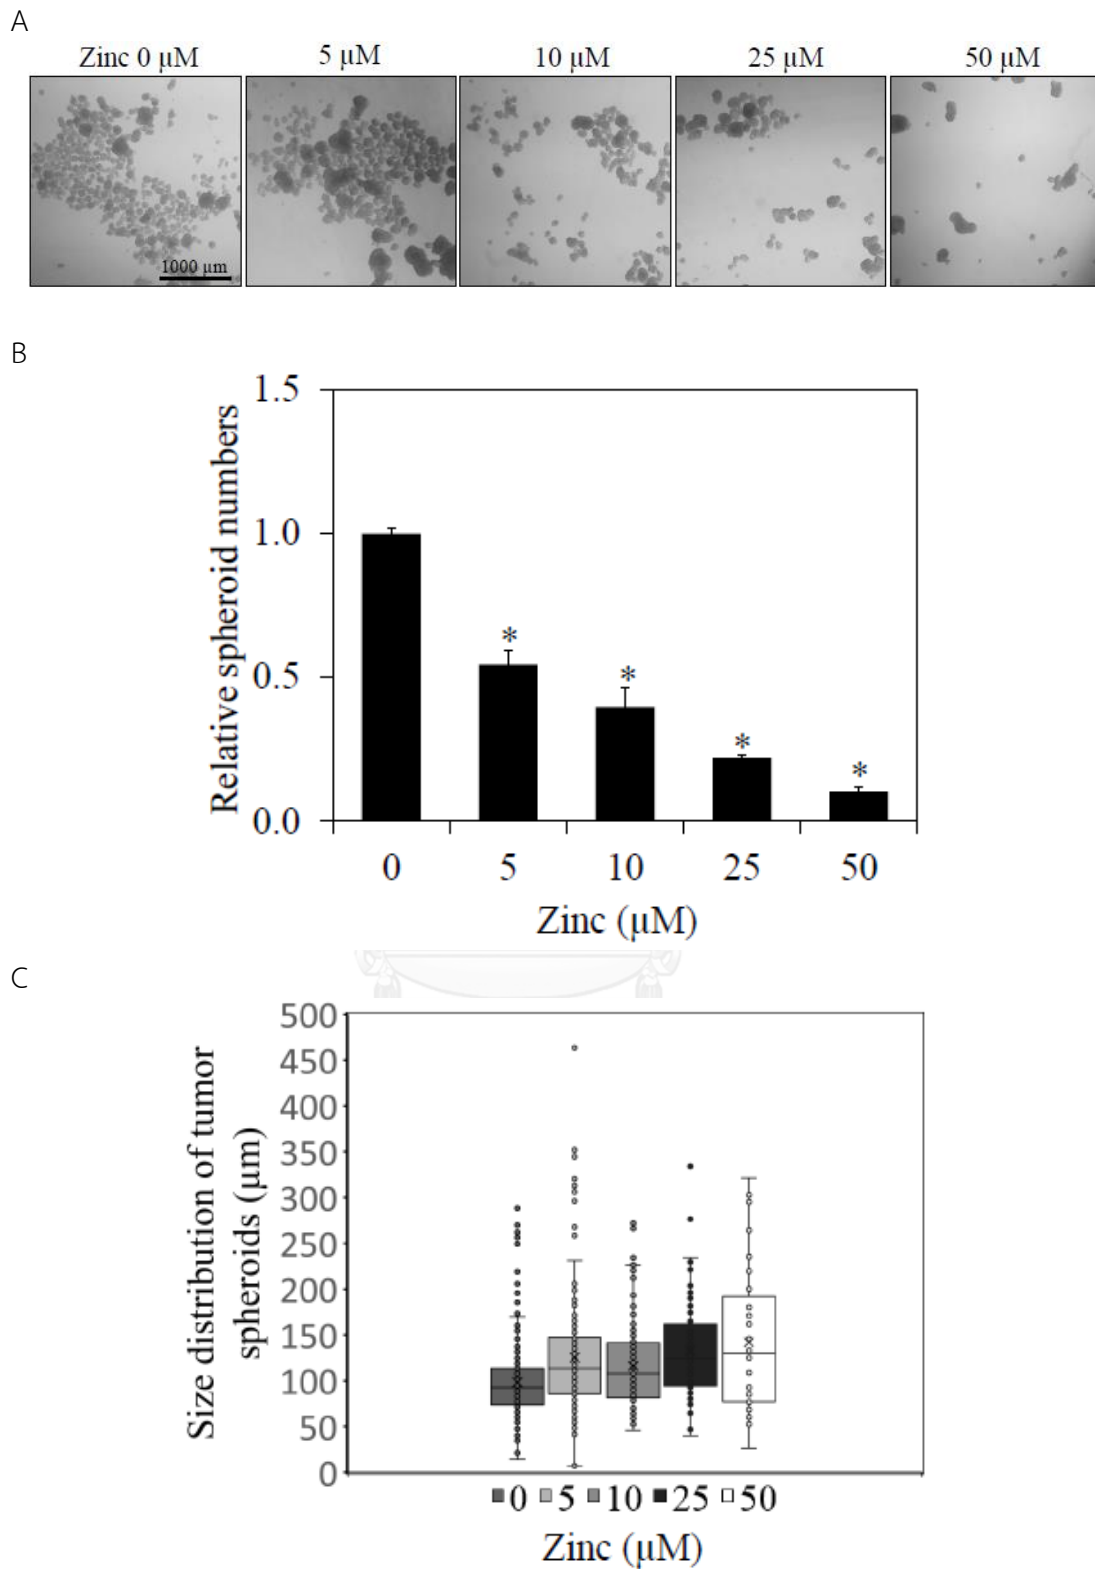 A
Zinc 0 μM 5 μM 10 μM 25 μM 50 μM
1000 μm
B
Relative spheroid numbers
1.5
1.0
0.5
0.0
* * * *
0 5 10 25 50
Zinc (μM)
C
Size distribution of tumor
spheroids (μm)
500
450
400
350
300
250
200
150
100
50
0
0 5 10 25 50
Zinc (μM)